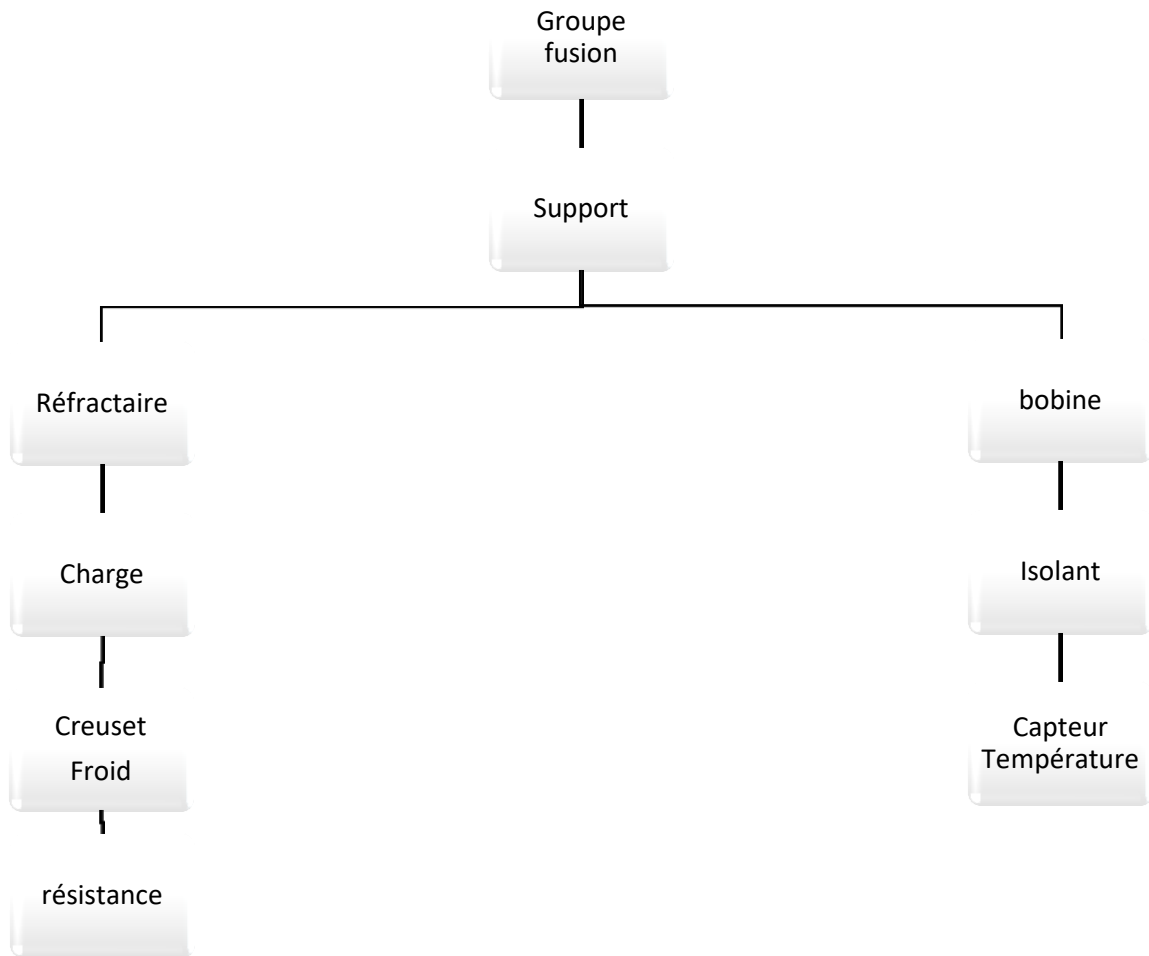 Groupe
fusion
Support
Réfractaire
bobine
Charge
Isolant
Creuset
Froid
Capteur
Température
résistance